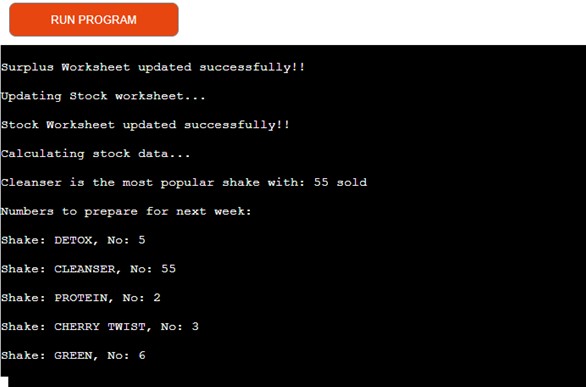 RUN PROGRAM
Surplus Worksheet updated successfully!!
Updating Stock worksheet...
Stock Worksheet updated successfully!!
Calculating stock data...
Cleanser is the most popular shake with: 55 sold
Numbers to prepare for next week:
Shake: DETOX, No: 5
Shake: CLEANSER, No: 55
Shake: PROTEIN, No: 2
Shake: CHERRY TWIST, No: 3
Shake: GREEN, No: 6